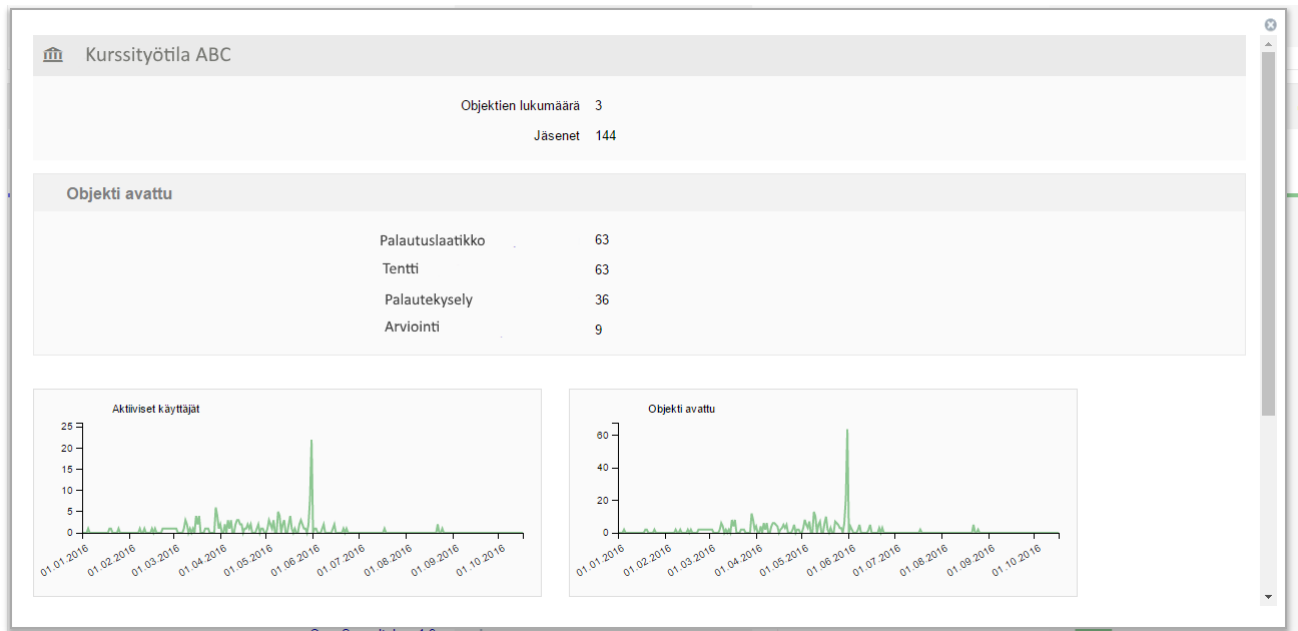 Kurssityötila ABC
Objektien lukumäärä 3
Jäsenet 144
Objekti avattu
Palautuslaatikko 63
Tentti 63
Palautekysely 36
Arviointi 9
Aktiiviset käyttäjät
25
20
15
10
5
0
01.01.2016 01.02.2016 01.03.2016 01.04.2016 01.05.2016 01.06.2016 01.07.2016 01.08.2016 01.09.2016 01.10.2016
Objekti avattu
60
40
20
0
01.01.2016 01.02.2016 01.03.2016 01.04.2016 01.05.2016 01.06.2016 01.07.2016 01.08.2016 01.09.2016 01.10.2016